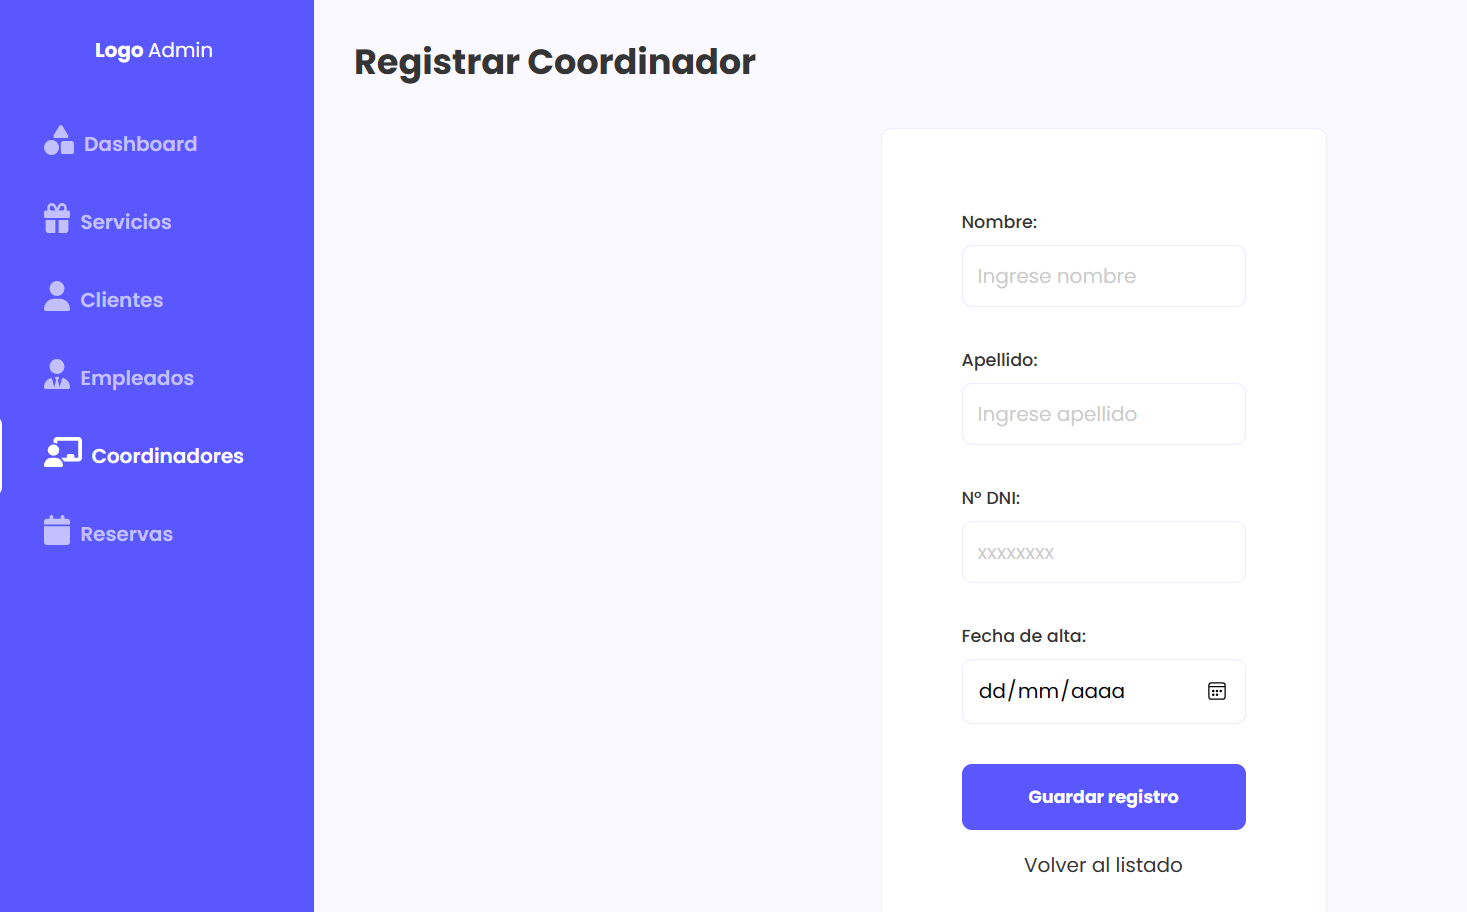 Logo Admin
Dashboard
Servicios
Clientes
Empleados
Coordinadores
Reservas
Registrar Coordinador
Nombre:
Ingrese nombre
Apellido:
Ingrese apellido
N° DNI:
xxxxxxxx
Fecha de alta:
dd/mm/aaaa
Guardar registro
Volver al listado